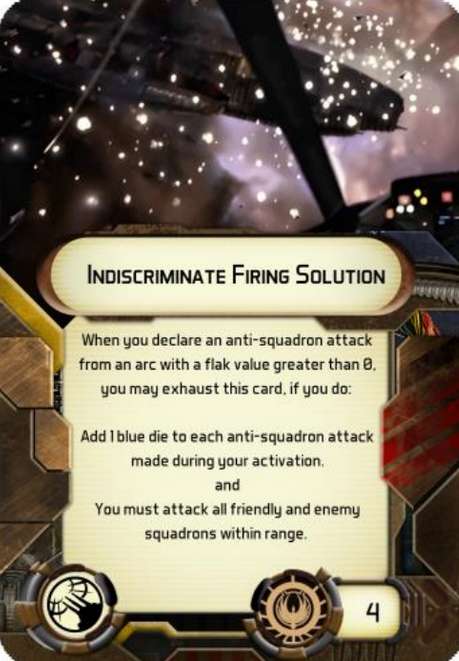 Indiscriminate Firing Solution
When you declare an anti-squadron attack
from an arc with a flak value greater than 0,
you may exhaust this card, if you do:
Add 1 blue die to each anti-squadron attack
made during your activation.
and
You must attack all friendly and enemy
squadrons within range.
4